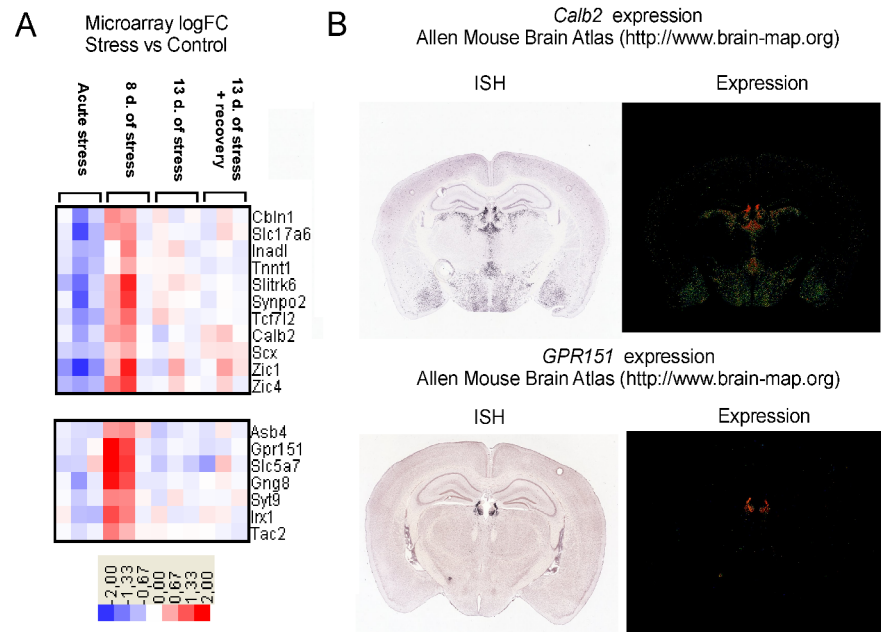 A
Microarray logFC
Stress vs Control
Acute stress
8 d. of stress
13 d. of stress
13 d. of stress
+ recovery
Cbln1
Slc17a6
Inadl
Tnnt1
Slitrk6
Synpo2
Tcf7l2
Calb2
Scx
Zic1
Zic4
Asb4
Gpr151
Slc5a7
Gng8
Syt9
Irx1
Tac2
-2,00
-1,33
-0,67
0,00
0,67
1,33
2,00
B
Calb2 expression
Allen Mouse Brain Atlas (http://www.brain-map.org)
ISH
Expression
GPR151 expression
Allen Mouse Brain Atlas (http://www.brain-map.org)
ISH
Expression